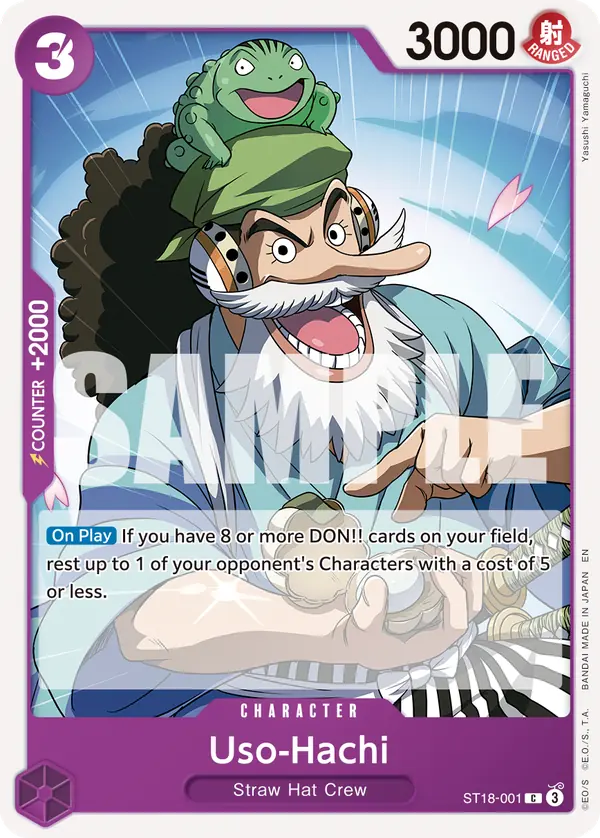 3
3000
射
RANGED
Yasushi Yamaguchi
COUNTER +2000
SAMPLE
On Play If you have 8 or more DON!! cards on your field,
rest up to 1 of your opponent's Characters with a cost of 5
or less.
CHARACTER
Uso-Hachi
Straw Hat Crew
ST18-001 C 3
©EO/S ©E.O./S., T.A. BANDAI MADE IN JAPAN EN